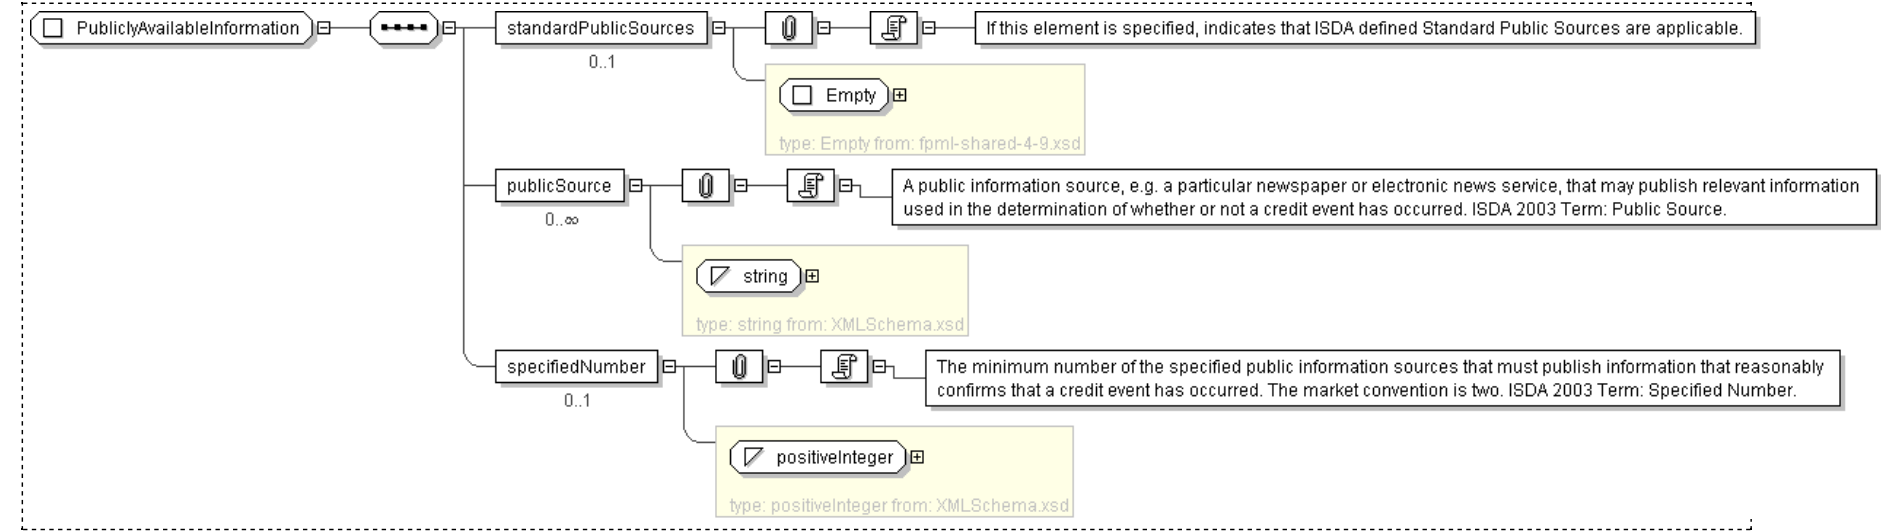 PubliclyAvailableInformation
standardPublicSources
If this element is specified, indicates that ISDA defined Standard Public Sources are applicable.
0..1
Empty
type: Empty from: fpml-shared-4-9.xsd
publicSource
A public information source, e.g. a particular newspaper or electronic news service, that may publish relevant information
used in the determination of whether or not a credit event has occurred. ISDA 2003 Term: Public Source.
0..∞
string
type: string from: XMLSchema.xsd
specifiedNumber
The minimum number of the specified public information sources that must publish information that reasonably
confirms that a credit event has occurred. The market convention is two. ISDA 2003 Term: Specified Number.
0..1
positiveInteger
type: positiveInteger from: XMLSchema.xsd